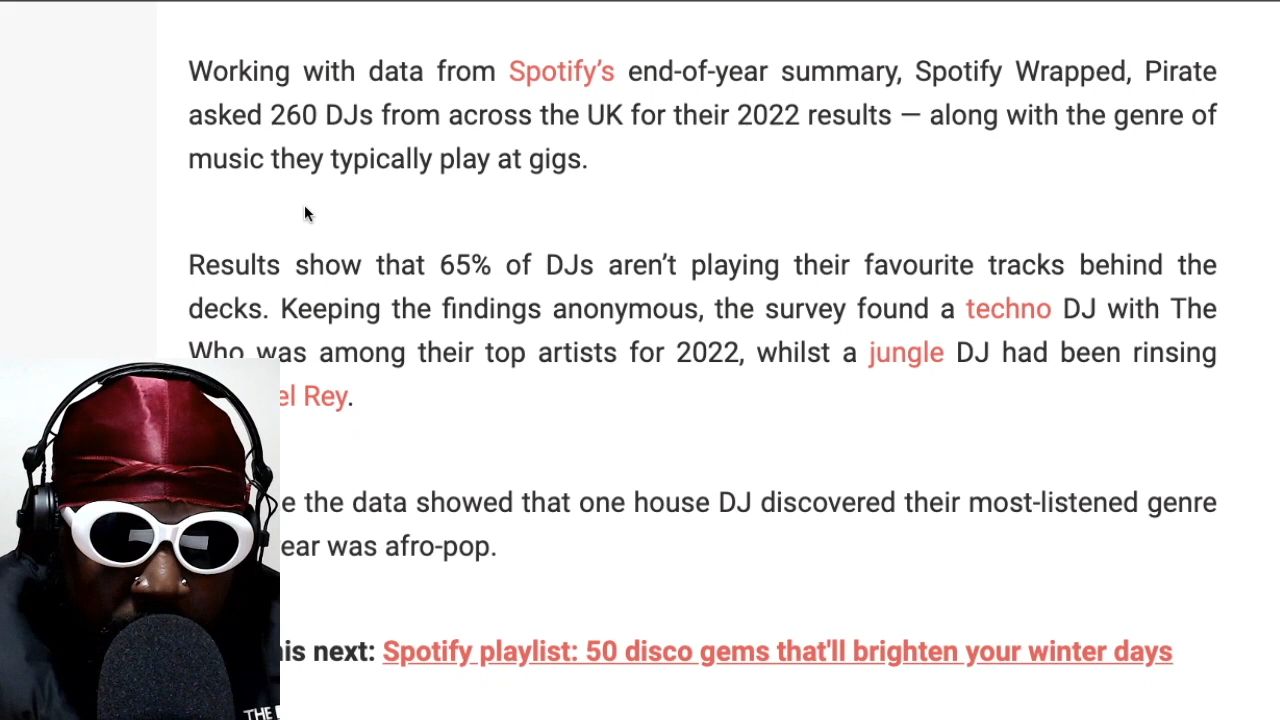 Working with data from Spotify’s end-of-year summary, Spotify Wrapped, Pirate
asked 260 DJs from across the UK for their 2022 results — along with the genre of
music they typically play at gigs.
Results show that 65% of DJs aren’t playing their favourite tracks behind the
decks. Keeping the findings anonymous, the survey found a techno DJ with The
Who was among their top artists for 2022, whilst a jungle DJ had been rinsing
el Rey.
e the data showed that one house DJ discovered their most-listened genre
ear was afro-pop.
is next: Spotify playlist: 50 disco gems that'll brighten your winter days
THE